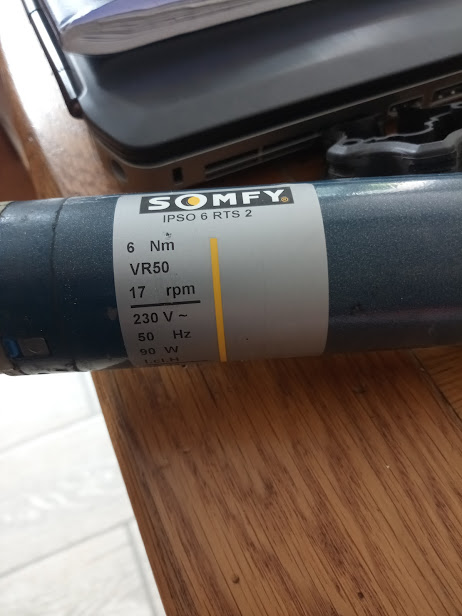 SOMFY®
IPSO 6 RTS 2
6 Nm
VR50
17 rpm
230 V ~
50 Hz
90 W